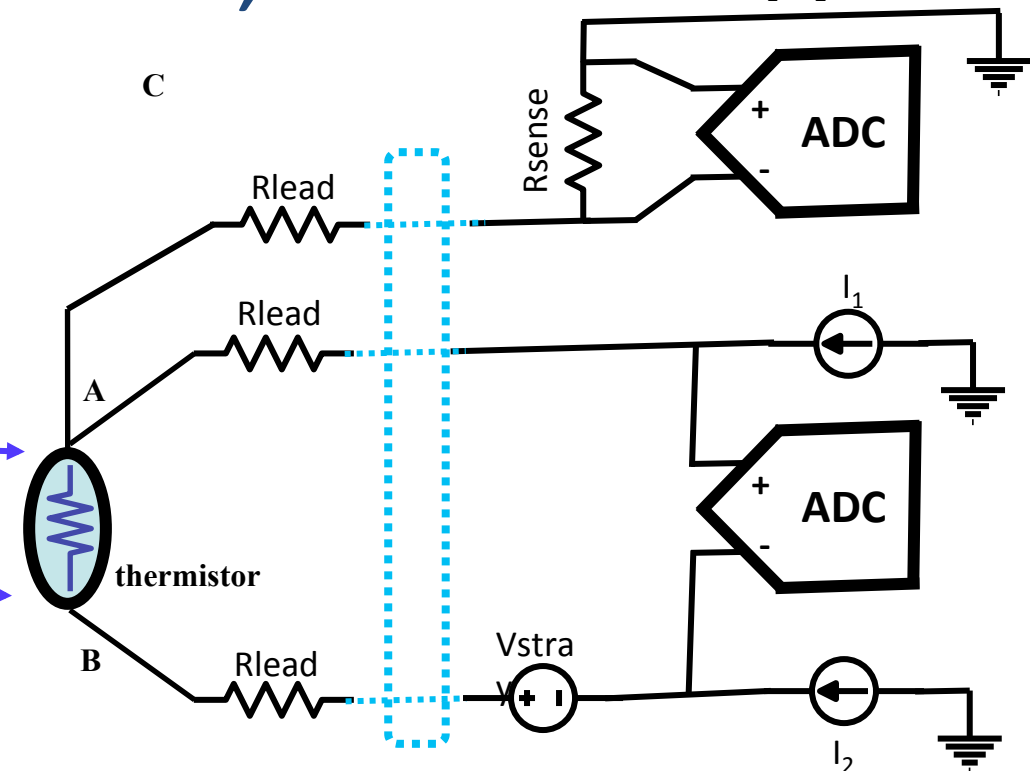 C
Rsense
+
ADC
-
Rlead
I1
Rlead
A
+
ADC
-
thermistor
B
Rlead
Vstra
y
+ -
I2